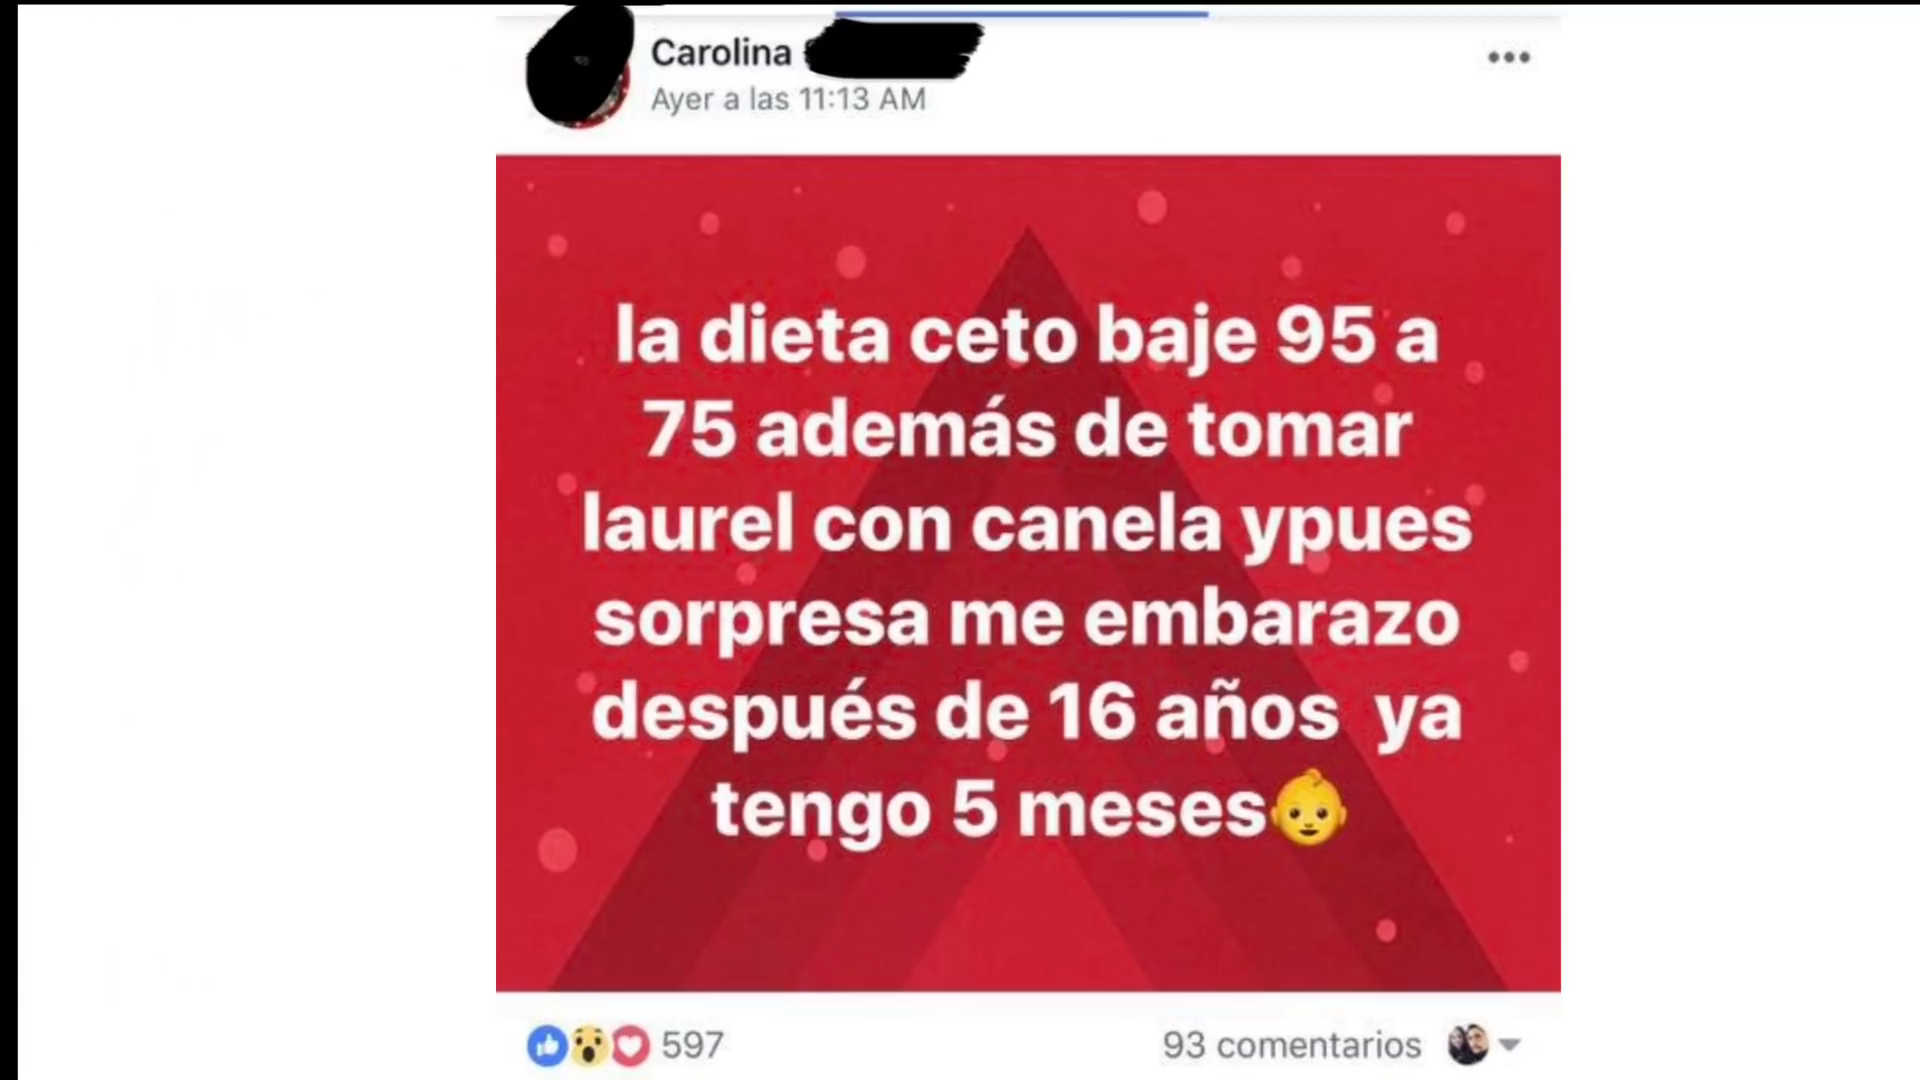 Carolina
Ayer a las 11:13 AM
la dieta ceto baje 95 a
75 además de tomar
laurel con canela ypues
sorpresa me embarazo
después de 16 años ya
tengo 5 meses
597
93 comentarios